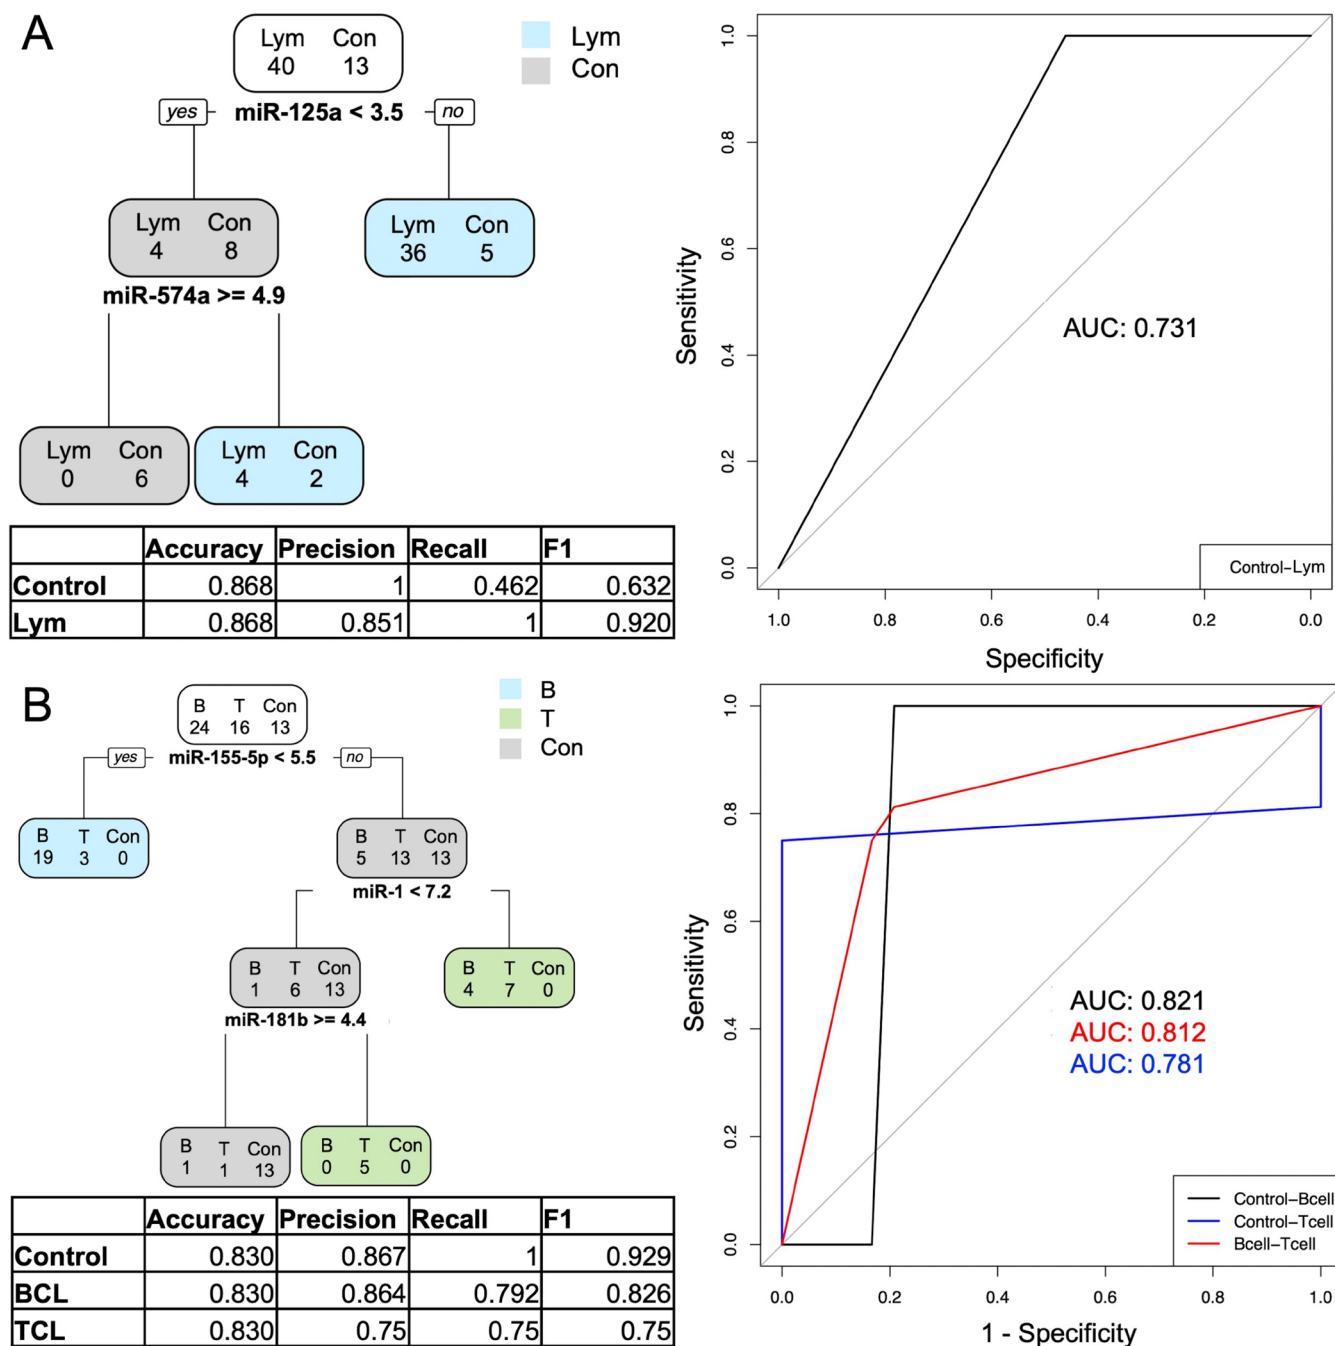 A
Lym Con
40 13
Lym
Con
yes miR-125a < 3.5 no
Lym Con
4 8
Lym Con
36 5
miR-574a >= 4.9
Lym Con
0 6
Lym Con
4 2
Accuracy Precision Recall F1
Control 0.868 1 0.462 0.632
Lym 0.868 0.851 1 0.920
Sensitivity
1.0
0.8
0.6
0.4
0.2
0.0
AUC: 0.731
Control-Lym
1.0 0.8 0.6 0.4 0.2 0.0
Specificity
B
B T Con
24 16 13
B
T
Con
yes miR-155-5p < 5.5 no
B T Con
19 3 0
B T Con
5 13 13
miR-1 < 7.2
B T Con
1 6 13
B T Con
4 7 0
miR-181b >= 4.4
B T Con
1 1 13
B T Con
0 5 0
Accuracy Precision Recall F1
Control 0.830 0.867 1 0.929
BCL 0.830 0.864 0.792 0.826
TCL 0.830 0.75 0.75 0.75
Sensitivity
1.0
0.8
0.6
0.4
0.2
0.0
AUC: 0.821
AUC: 0.812
AUC: 0.781
Control-Bcell
Control-Tcell
Bcell-Tcell
0.0 0.2 0.4 0.6 0.8 1.0
1 - Specificity